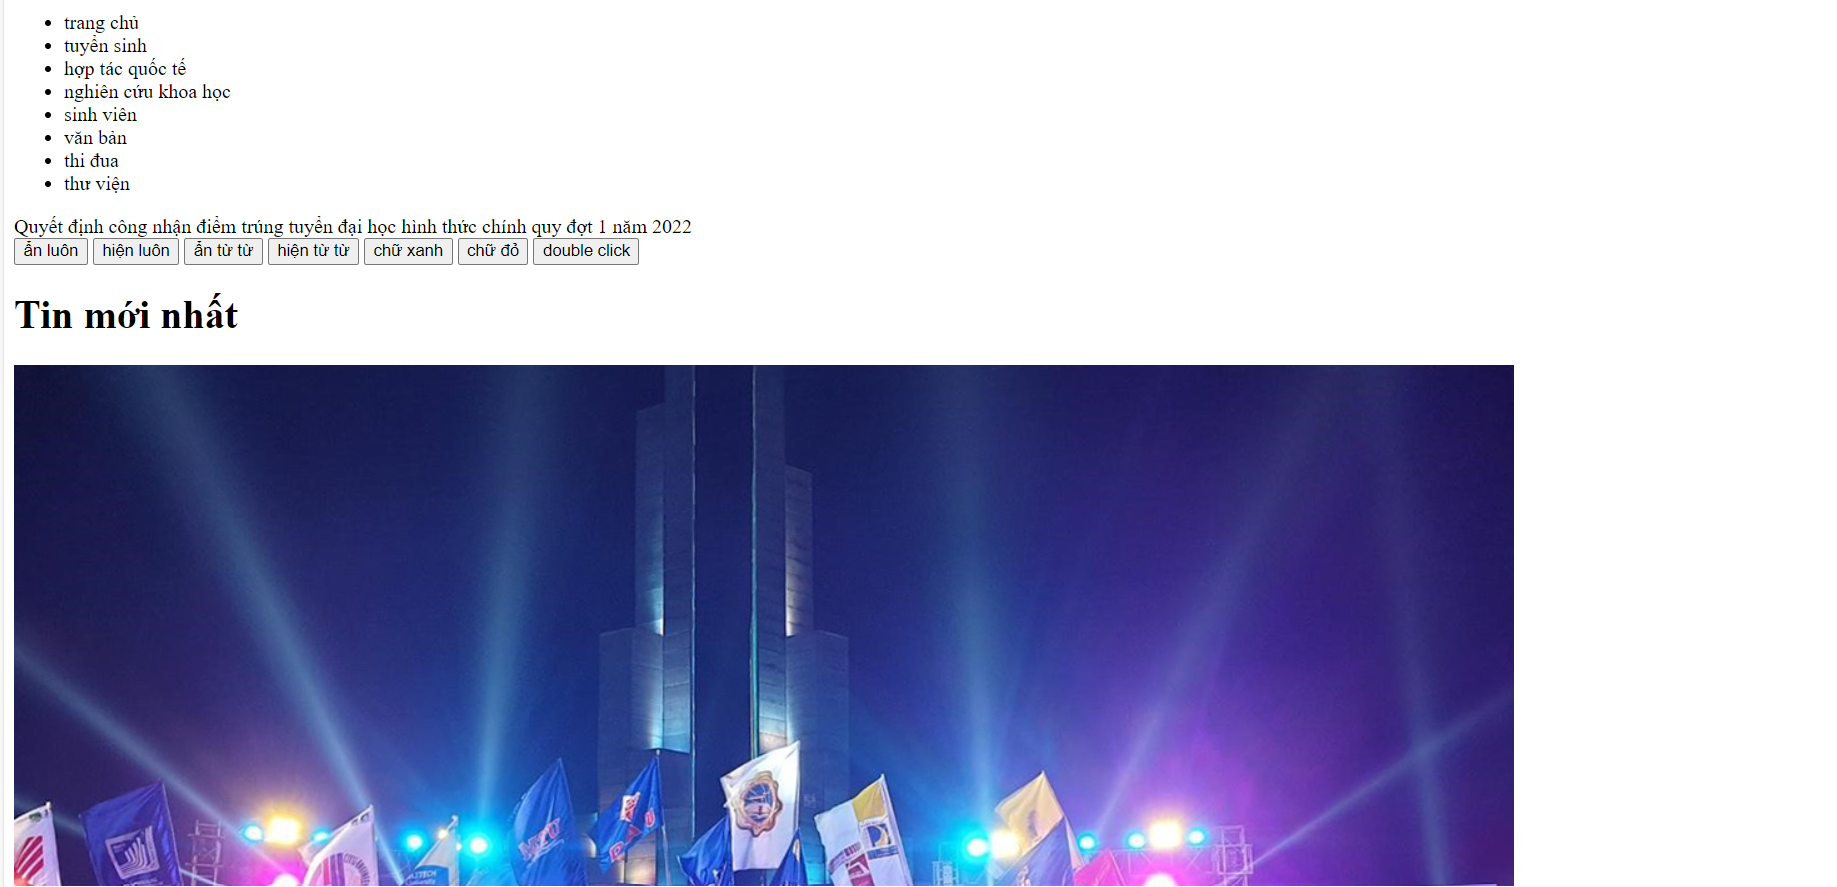 trang chủ
tuyển sinh
hợp tác quốc tế
nghiên cứu khoa học
sinh viên
văn bản
thi đua
thư viện
Quyết định công nhận điểm trúng tuyển đại học hình thức chính quy đợt 1 năm 2022
ẩn luôn hiện luôn ẩn từ từ hiện từ từ chữ xanh chữ đỏ double click
Tin mới nhất